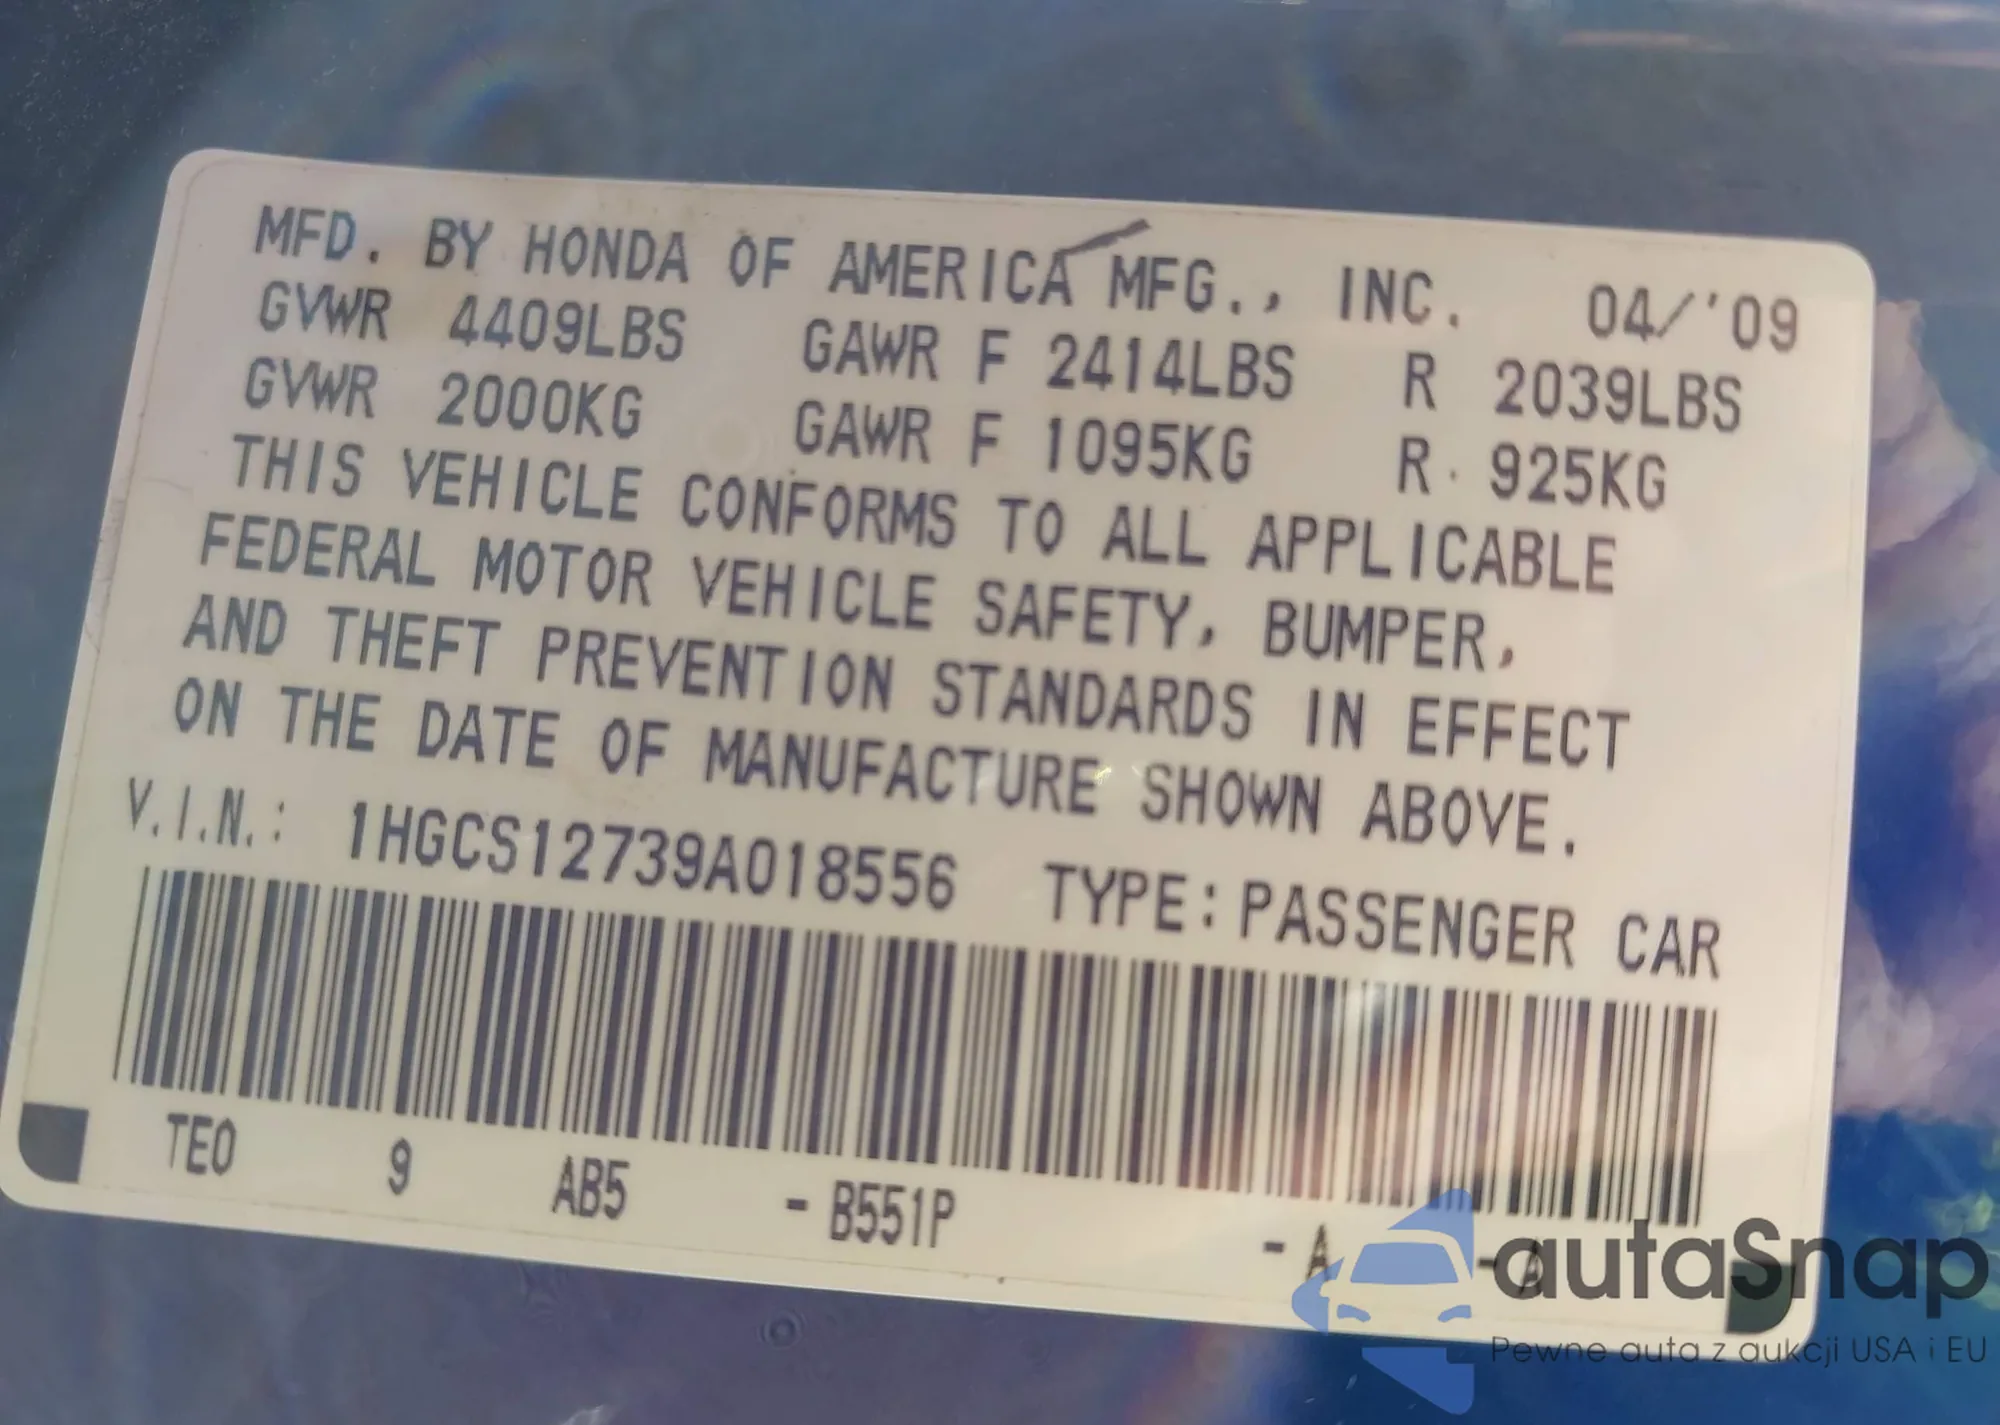 MFD. BY HONDA OF AMERICA MFG., INC. 04/'09
GVWR 4409LBS GAWR F 2414LBS R 2039LBS
GVWR 2000KG GAWR F 1095KG R 925KG
THIS VEHICLE CONFORMS TO ALL APPLICABLE
FEDERAL MOTOR VEHICLE SAFETY, BUMPER,
AND THEFT PREVENTION STANDARDS IN EFFECT
ON THE DATE OF MANUFACTURE SHOWN ABOVE.
V.I.N.: 1HGCS12739A018556 TYPE: PASSENGER CAR
TE0 9 AB5 - B551P - A - A
autaSnap
Pewne auta z aukcji USA i EU